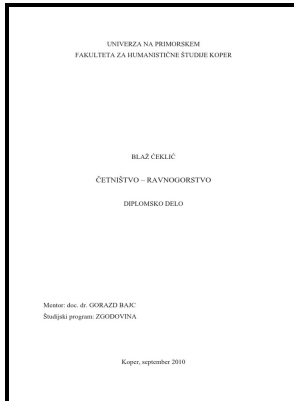 UNIVERZA NA PRIMORSKEM
FAKULTETA ZA HUMANISTIČNE ŠTUDIJE KOPER
BLAŽ ČEKLIĆ
ČETNIŠTVO – RAVNOGORSTVO
DIPLOMSKO DELO
Mentor: doc. dr. GORAZD BAJC
Študijski program: ZGODOVINA
Koper, september 2010